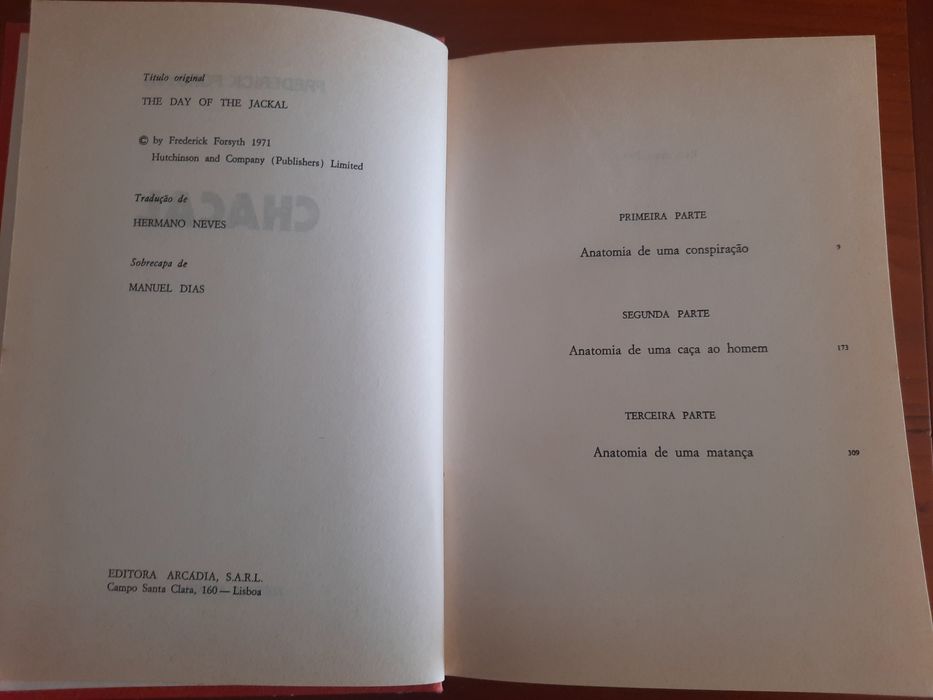 Título original
THE DAY OF THE JACKAL
© by Frederick Forsyth 1971
Hutchinson and Company (Publishers) Limited
Tradução de
HERMANO NEVES
Sobrecapa de
MANUEL DIAS
EDITORA ARCÁDIA, S.A.R.L.
Campo Santa Clara, 160 — Lisboa
PRIMEIRA PARTE
Anatomia de uma conspiração 9
SEGUNDA PARTE
Anatomia de uma caça ao homem 173
TERCEIRA PARTE
Anatomia de uma matança 309